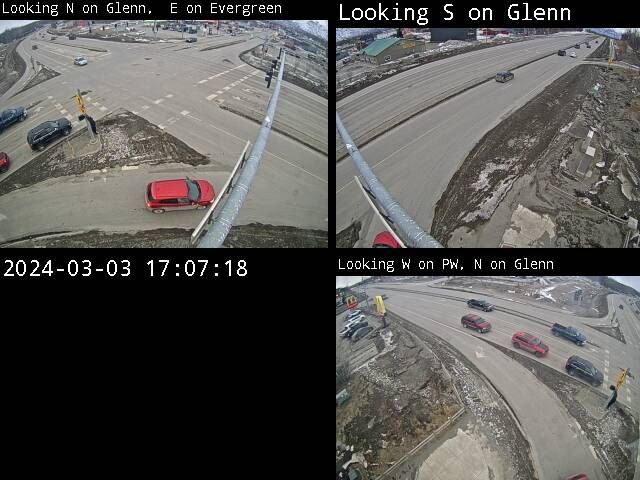 Looking N on Glenn, E on Evergreen
Looking S on Glenn
2024-03-03 17:07:18
Looking W on PW, N on Glenn